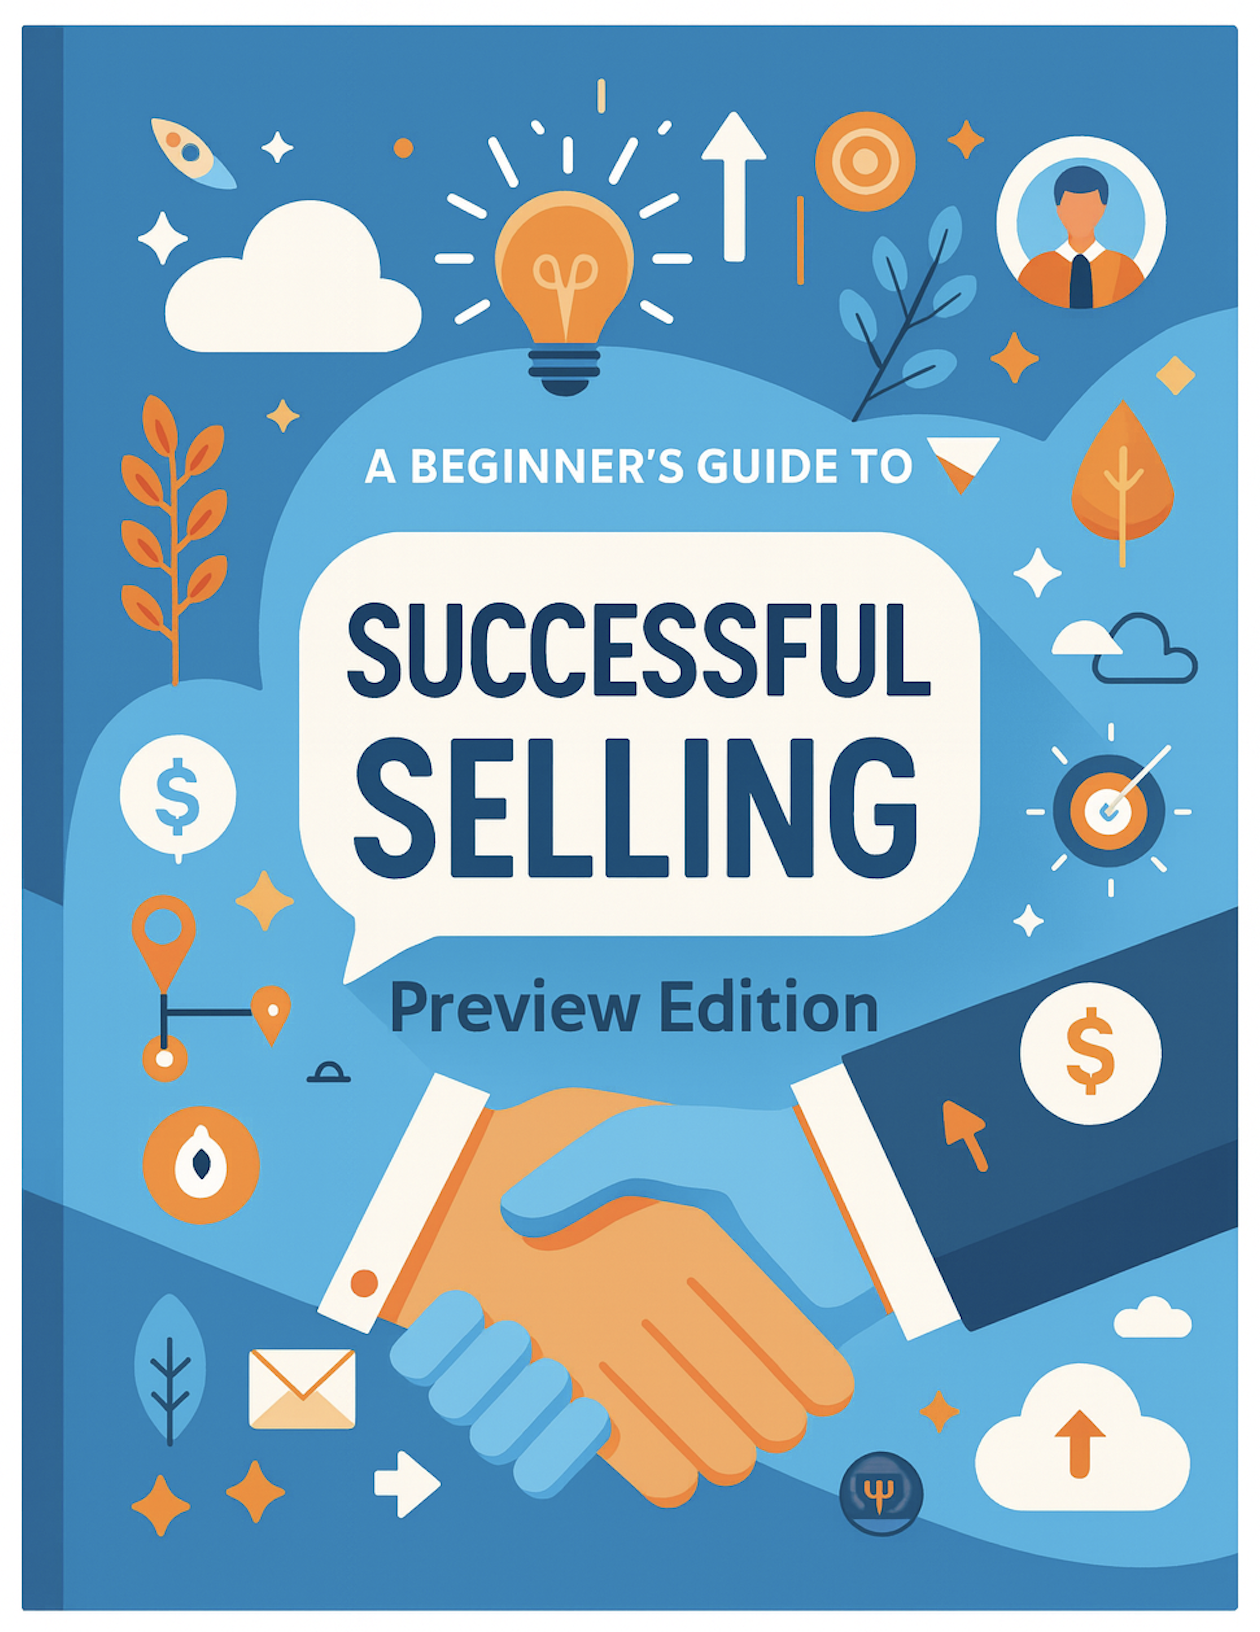 A BEGINNER'S GUIDE TO
SUCCESSFUL
SELLING
Preview Edition
$
$